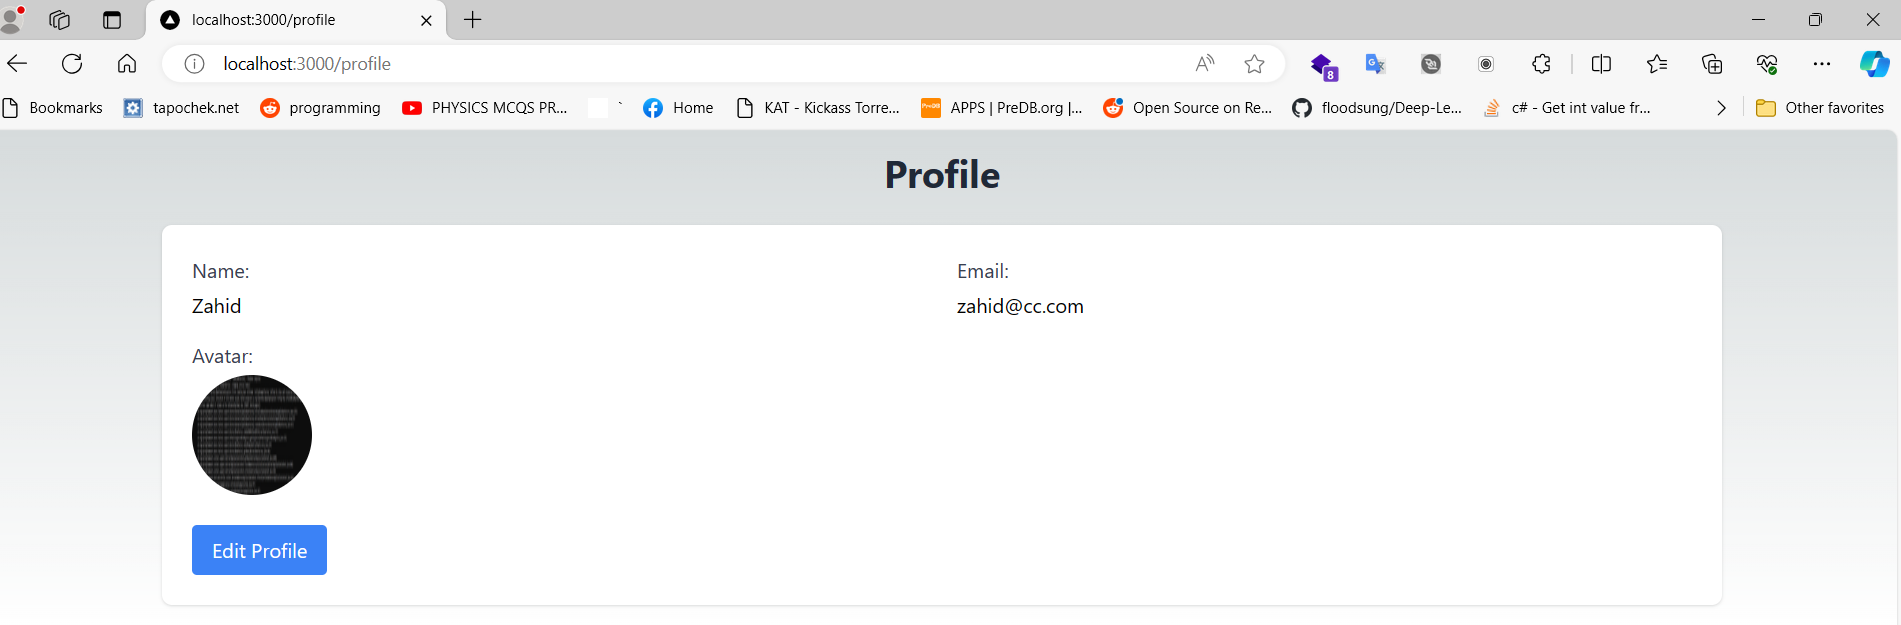 localhost:3000/profile
localhost:3000/profile
8
Bookmarks tapochek.net programming PHYSICS MCQS PR... ` Home KAT - Kickass Torre... APPS | PreDB.org |... Open Source on Re... floodsung/Deep-Le... c# - Get int value fr... Other favorites
Profile
Name: Email:
Zahid zahid@cc.com
Avatar:
Edit Profile